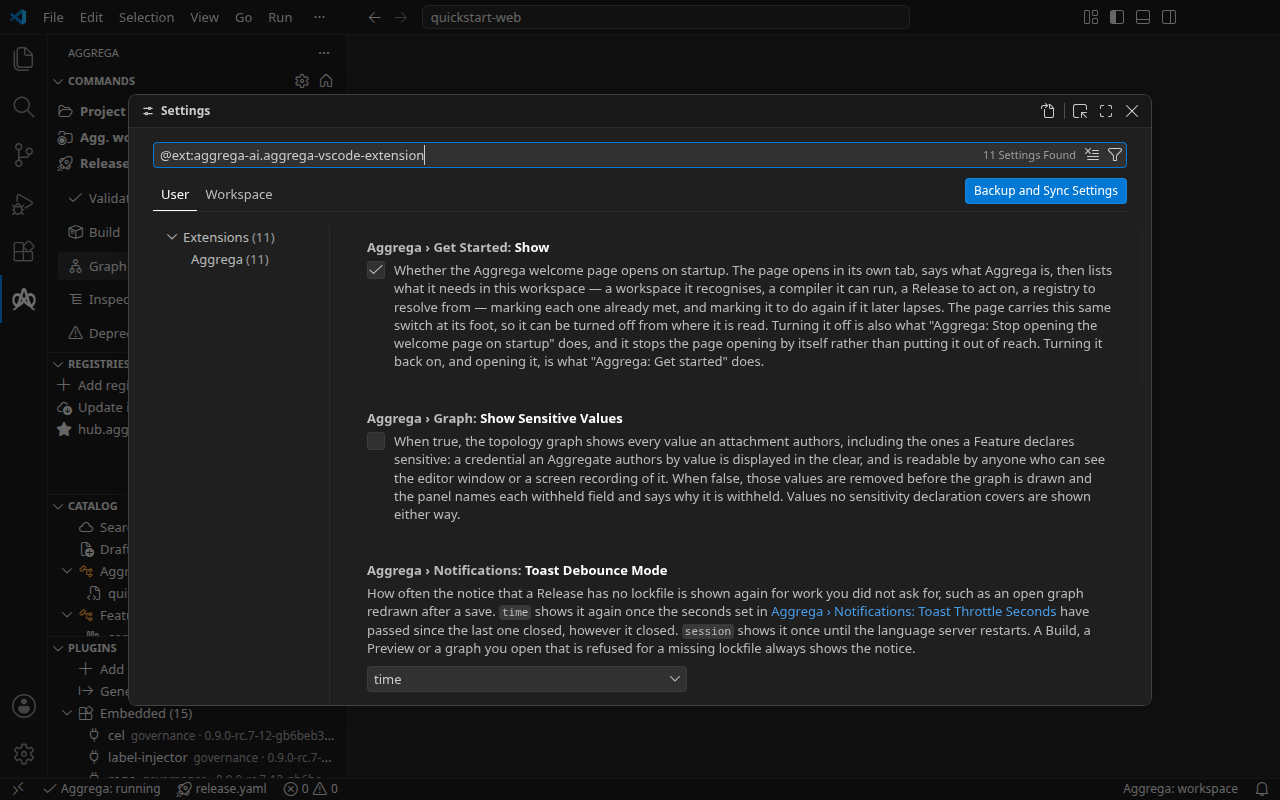 File Edit Selection View Go Run ···
quickstart-web
AGGREGA
COMMANDS
Project
Agg.
Release
Build
Graph
REGISTRIES
Add
Update
CATALOG
PLUGINS
Add
Embedded (15)
cel governance · 0.9.0-rc.7-12-gb6beb3...
label-injector governance · 0.9.0-rc.7-...
Settings
@ext:aggrega-ai.aggrega-vscode-extension
11 Settings Found
User Workspace
Backup and Sync Settings
Extensions (11)
Aggrega (11)
Aggrega › Get Started: Show
Whether the Aggrega welcome page opens on startup. The page opens in its own tab, says what Aggrega is, then lists
what it needs in this workspace — a workspace it recognises, a compiler it can run, a Release to act on, a registry to
resolve from — marking each one already met, and marking it to do again if it later lapses. The page carries this same
switch at its foot, so it can be turned off from where it is read. Turning it off is also what "Aggrega: Stop opening the
welcome page on startup" does, and it stops the page opening by itself rather than putting it out of reach. Turning it
back on, and opening it, is what "Aggrega: Get started" does.
Aggrega › Graph: Show Sensitive Values
When true, the topology graph shows every value an attachment authors, including the ones a Feature declares
sensitive: a credential an Aggregate authors by value is displayed in the clear, and is readable by anyone who can see
the editor window or a screen recording of it. When false, those values are removed before the graph is drawn and
the panel names each withheld field and says why it is withheld. Values no sensitivity declaration covers are shown
either way.
Aggrega › Notifications: Toast Debounce Mode
How often the notice that a Release has no lockfile is shown again for work you did not ask for, such as an open graph
redrawn after a save. time shows it again once the seconds set in Aggrega › Notifications: Toast Throttle Seconds have
passed since the last one closed, however it closed. session shows it once until the language server restarts. A Build, a
Preview or a graph you open that is refused for a missing lockfile always shows the notice.
time
Aggrega: running release.yaml 0 0
Aggrega: workspace